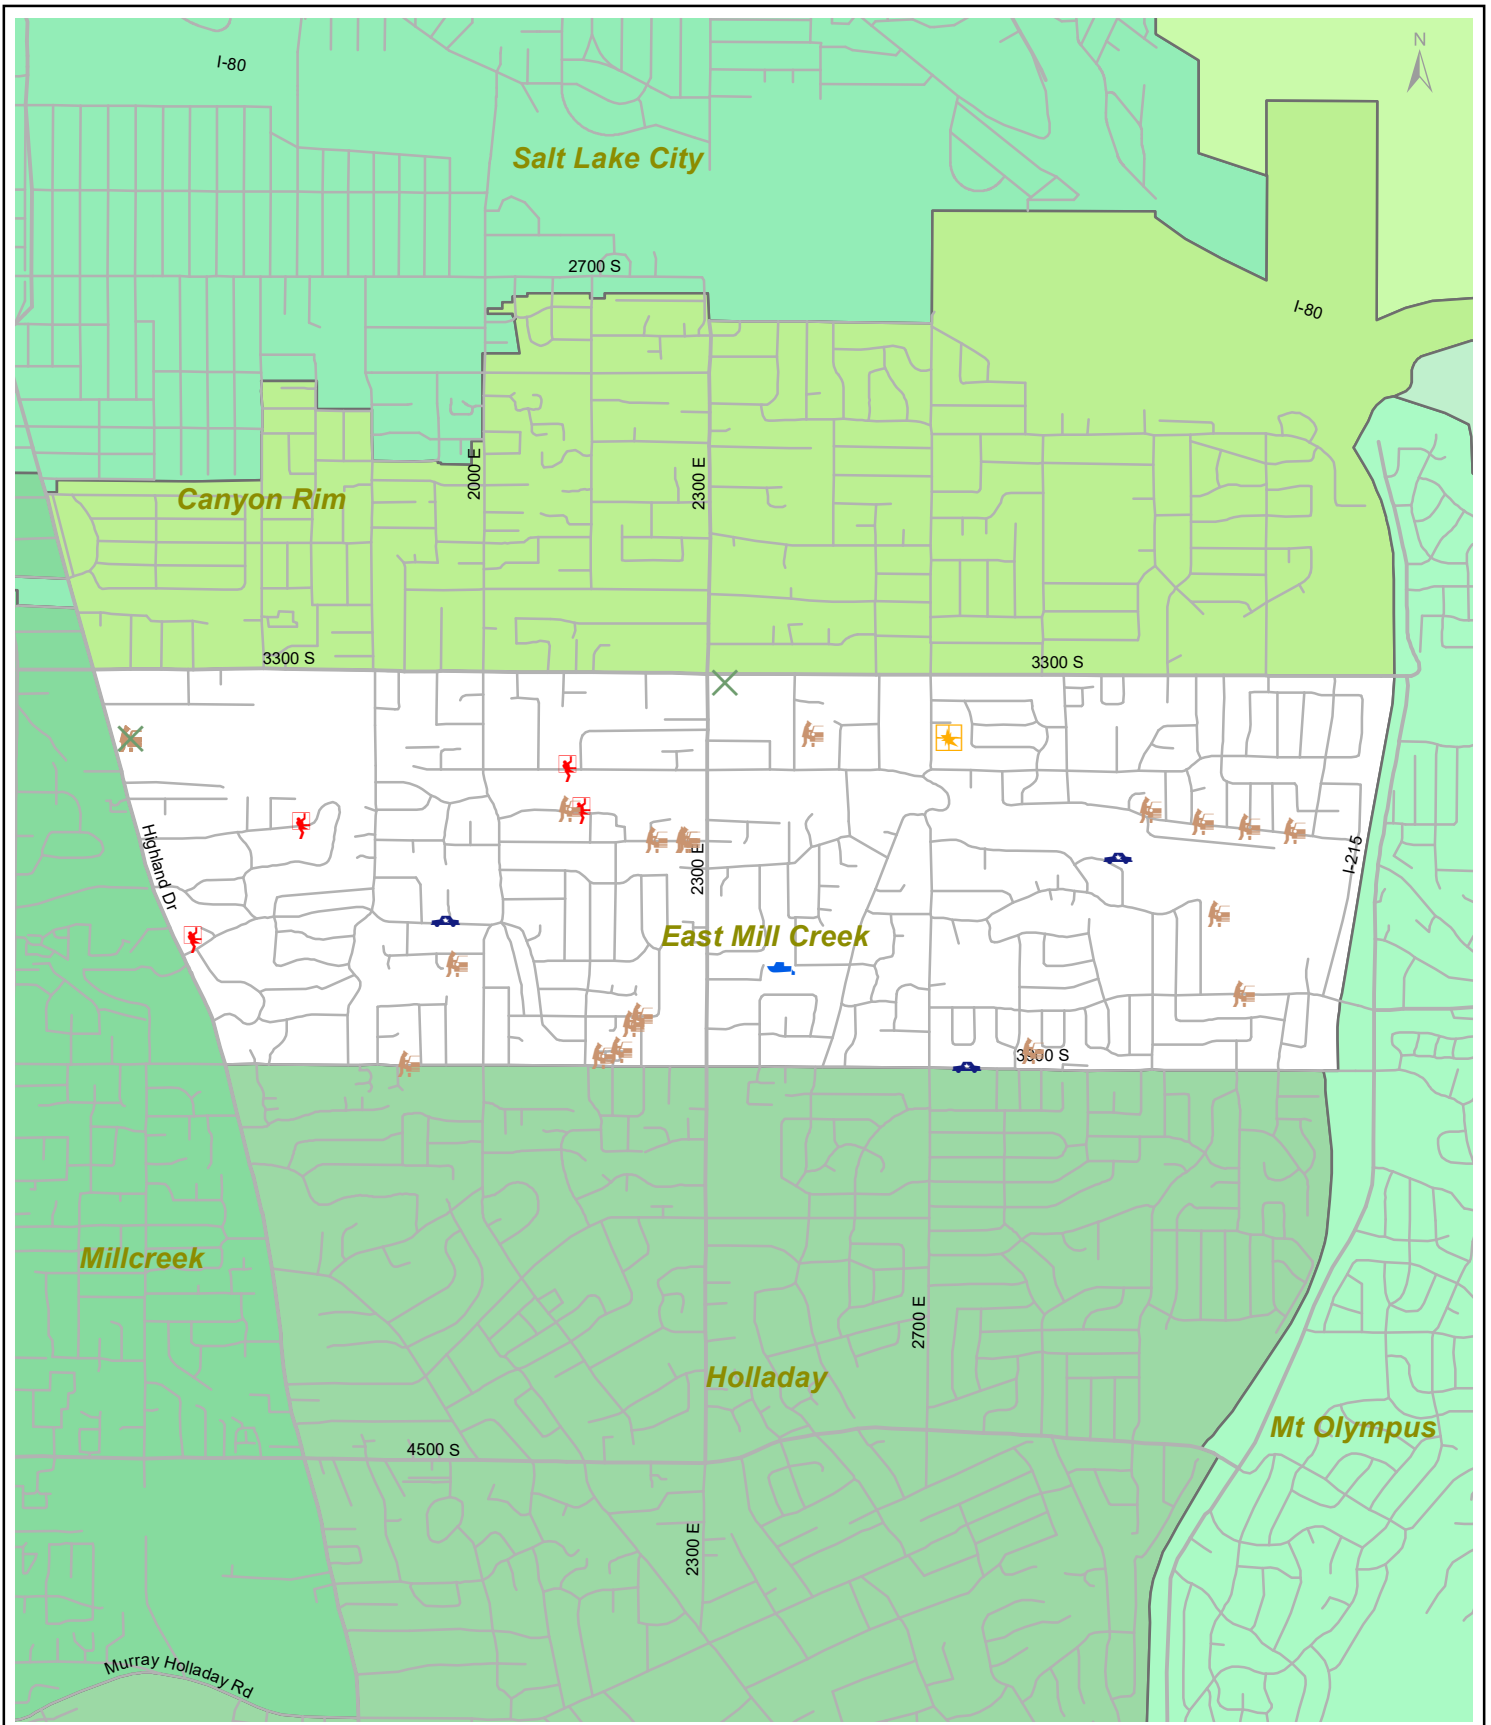 N
I-80
Salt Lake City
2700 S
I-80
2000 E
2300 E
Canyon Rim
3300 S
3300 S
Highland Dr
2300 E
I-215
East Mill Creek
3900 S
Millcreek
2700 E
Holladay
Mt Olympus
4500 S
2300 E
Murray Holladay Rd